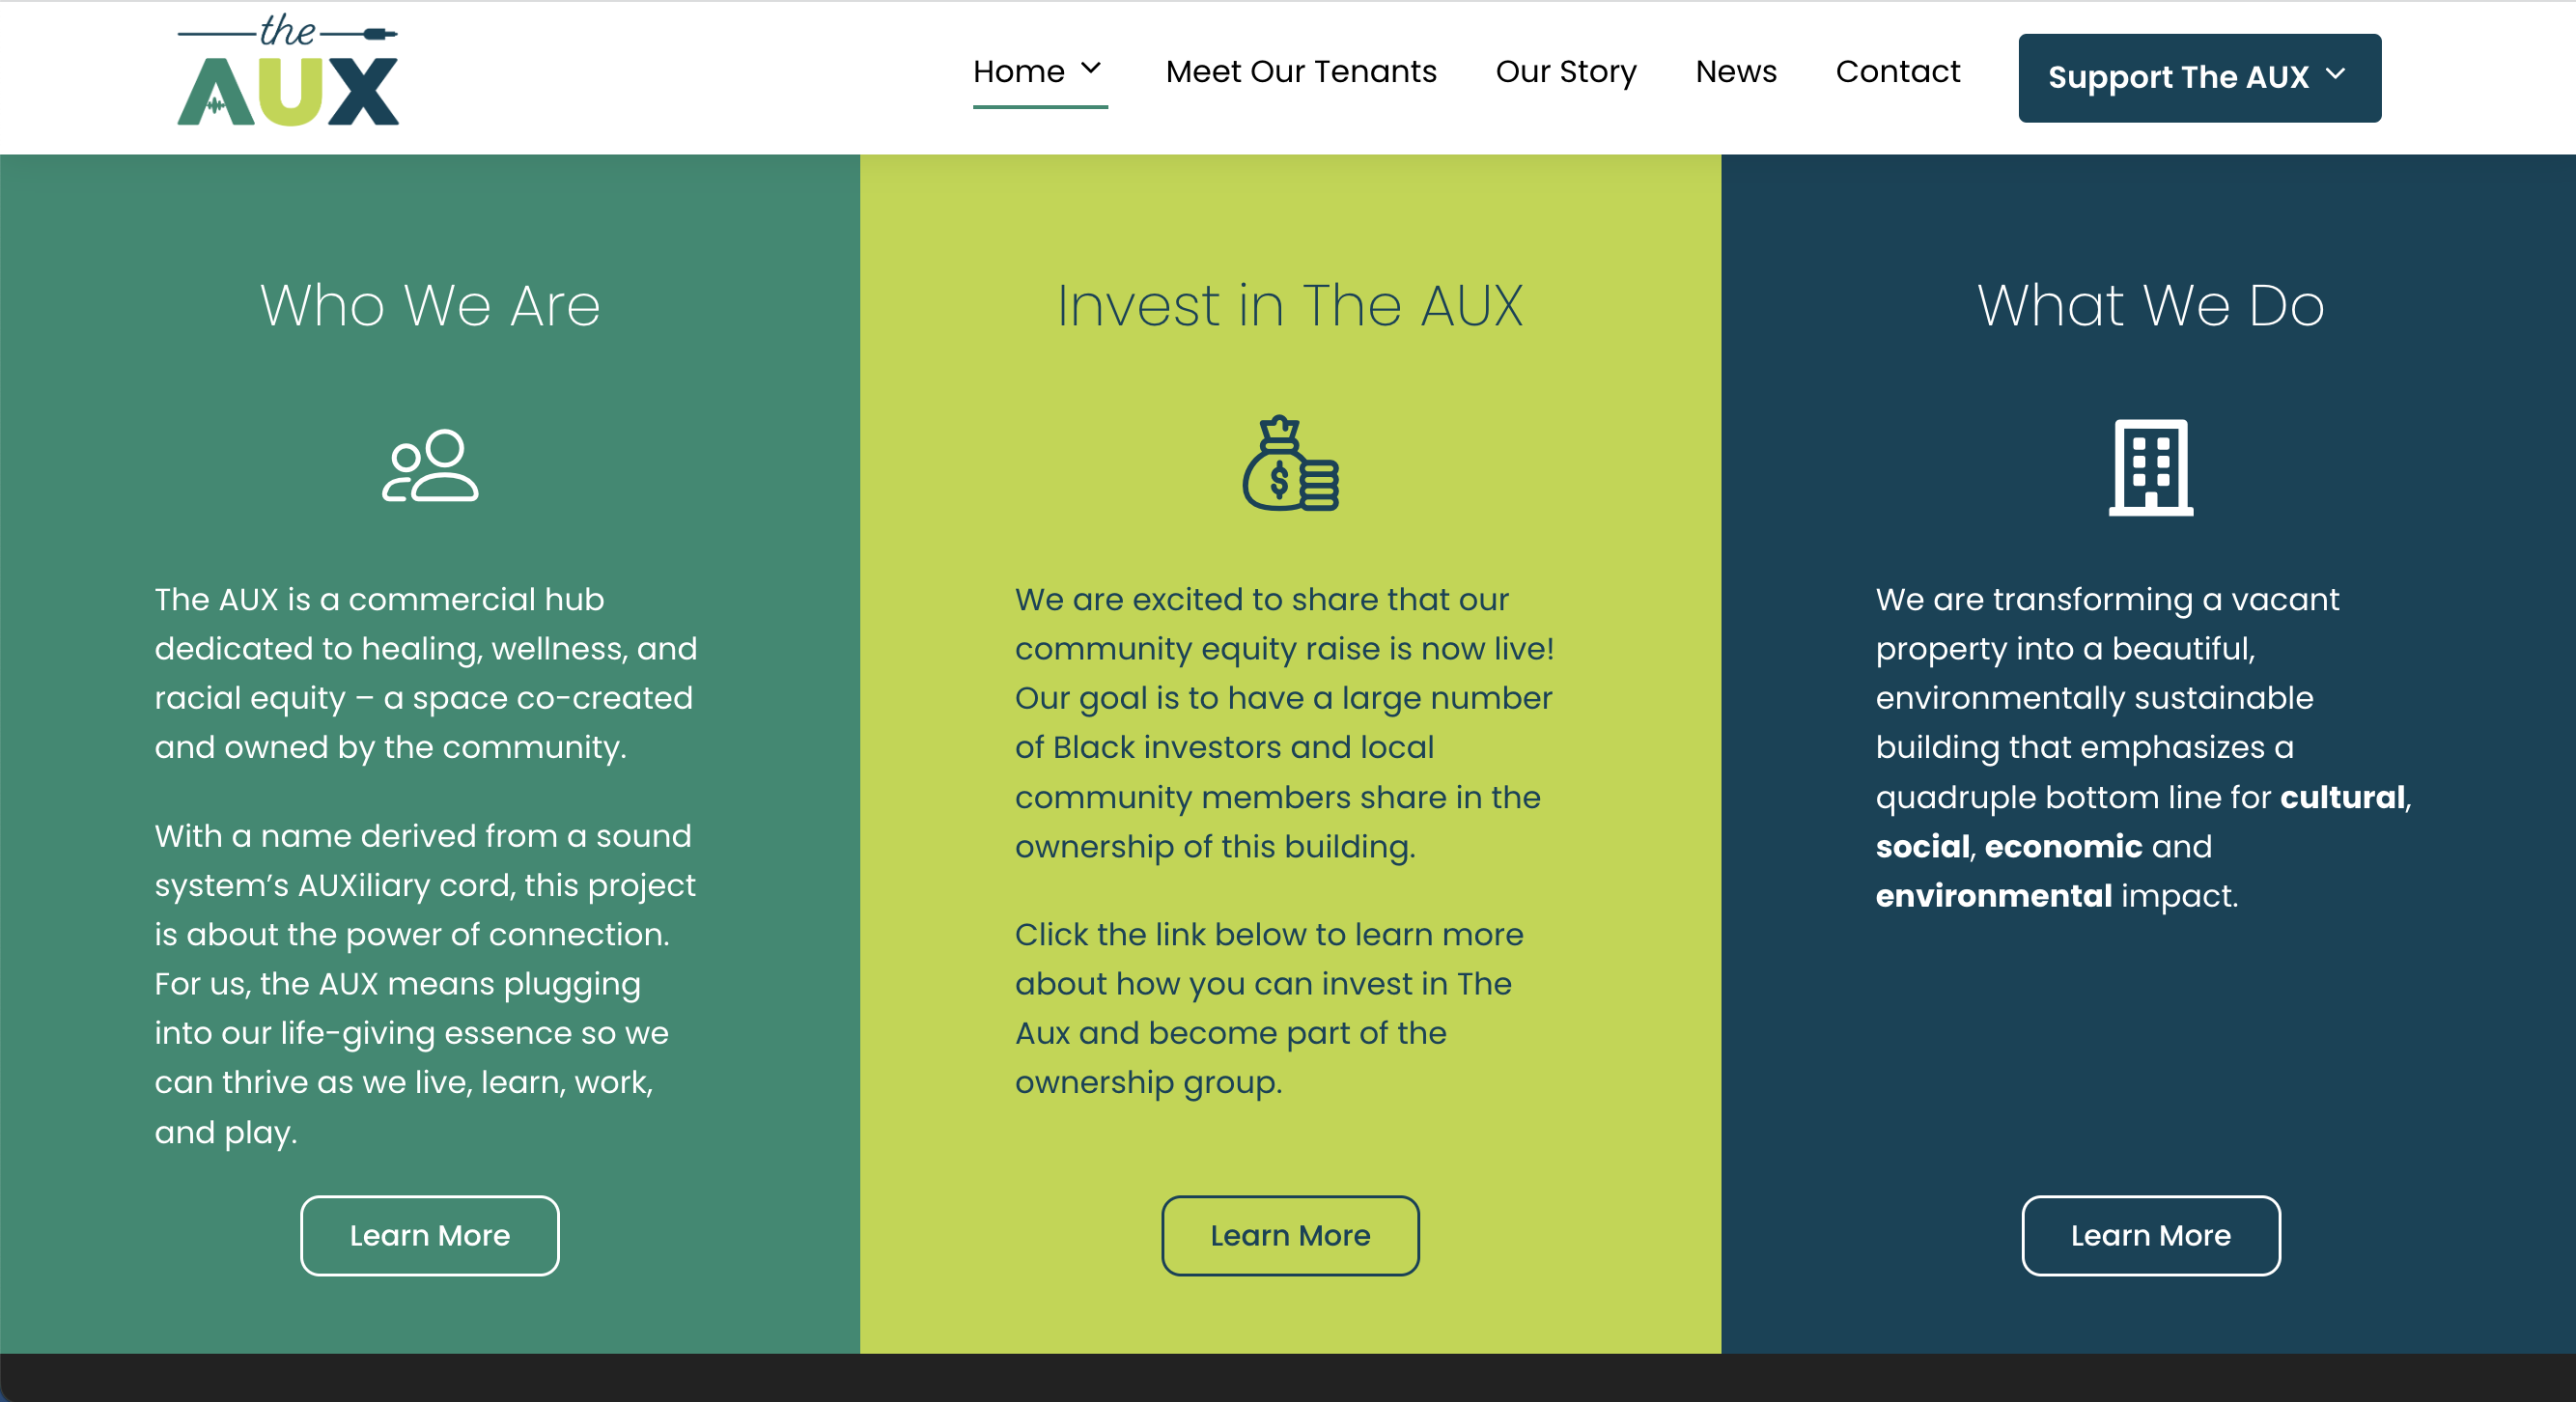 the
AUX
Home
Meet Our Tenants
Our Story
News
Contact
Support The AUX
Who We Are
The AUX is a commercial hub
dedicated to healing, wellness, and
racial equity – a space co-created
and owned by the community.
With a name derived from a sound
system’s AUXiliary cord, this project
is about the power of connection.
For us, the AUX means plugging
into our life-giving essence so we
can thrive as we live, learn, work,
and play.
Learn More
Invest in The AUX
$
We are excited to share that our
community equity raise is now live!
Our goal is to have a large number
of Black investors and local
community members share in the
ownership of this building.
Click the link below to learn more
about how you can invest in The
Aux and become part of the
ownership group.
Learn More
What We Do
We are transforming a vacant
property into a beautiful,
environmentally sustainable
building that emphasizes a
quadruple bottom line for cultural,
social, economic and
environmental impact.
Learn More